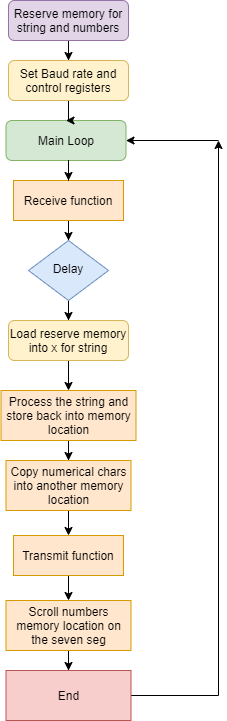 Reserve memory for
string and numbers
Set Baud rate and
control registers
Main Loop
Receive function
Delay
Load reserve memory
into x for string
Process the string and
store back into memory
location
Copy numerical chars
into another memory
location
Transmit function
Scroll numbers
memory location on
the seven seg
End